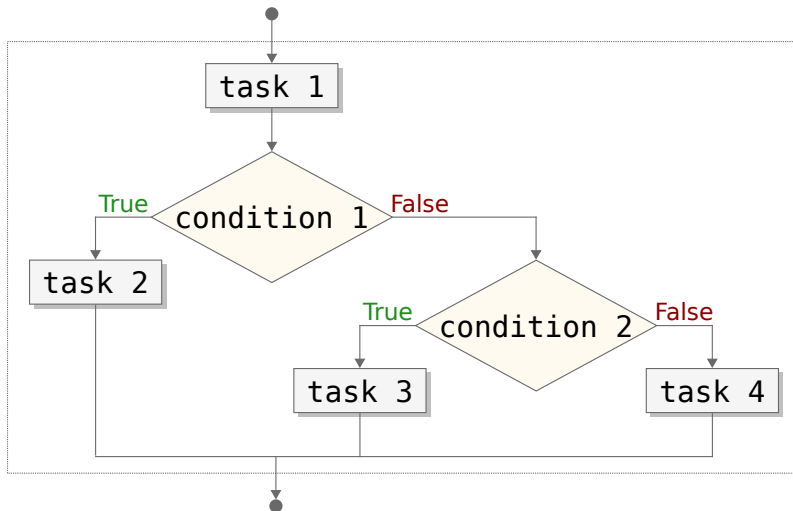 task 1
True
False
condition 1
task 2
True
False
condition 2
task 3
task 4